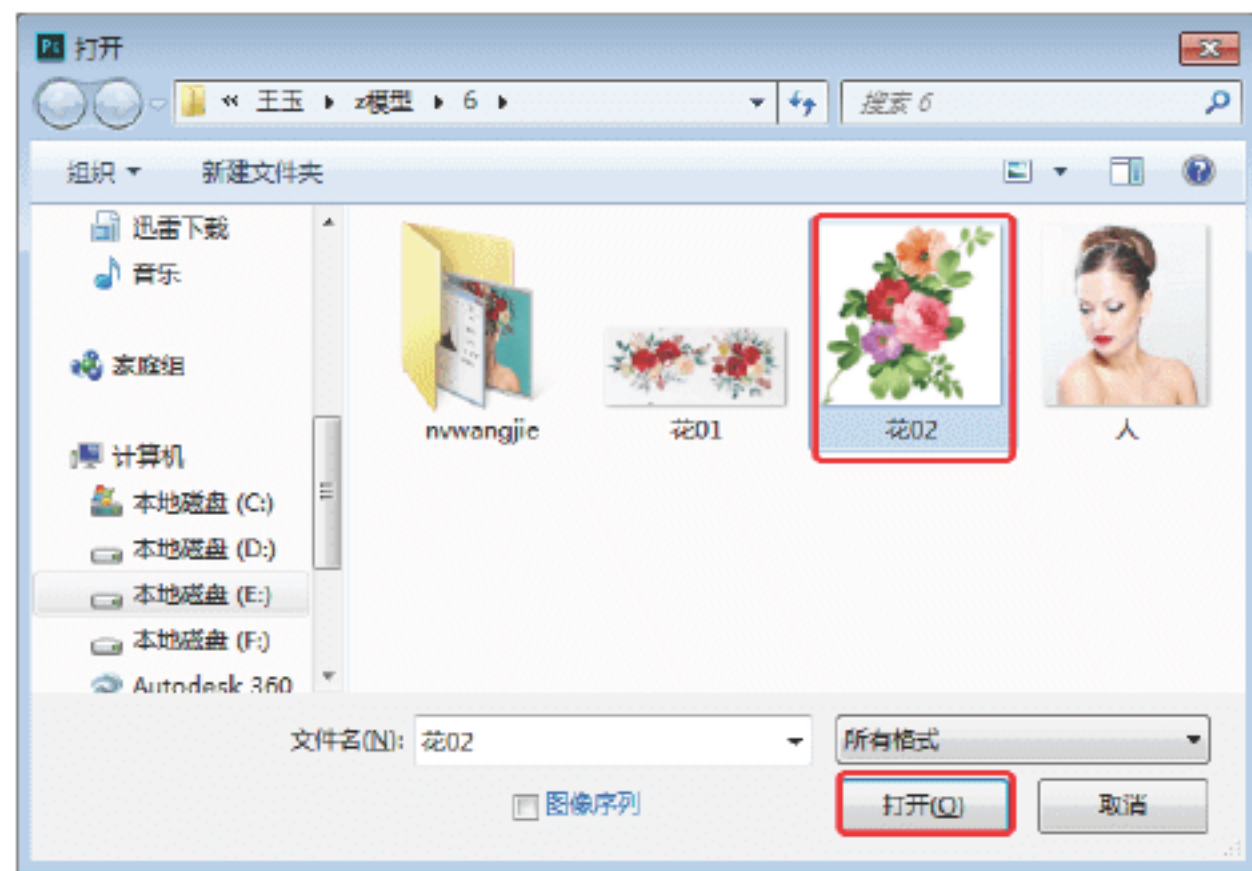 Ps 打开
« 王玉 ▸ z模型 ▸ 6 ▸
搜索 6
组织 新建文件夹
迅雷下载
音乐
家庭组
计算机
本地磁盘 (C:)
本地磁盘 (D:)
本地磁盘 (E:)
本地磁盘 (F:)
Autodesk 360
nvwangjie
花01
花02
人
文件名(N): 花02
所有格式
图像序列
打开(O)
取消